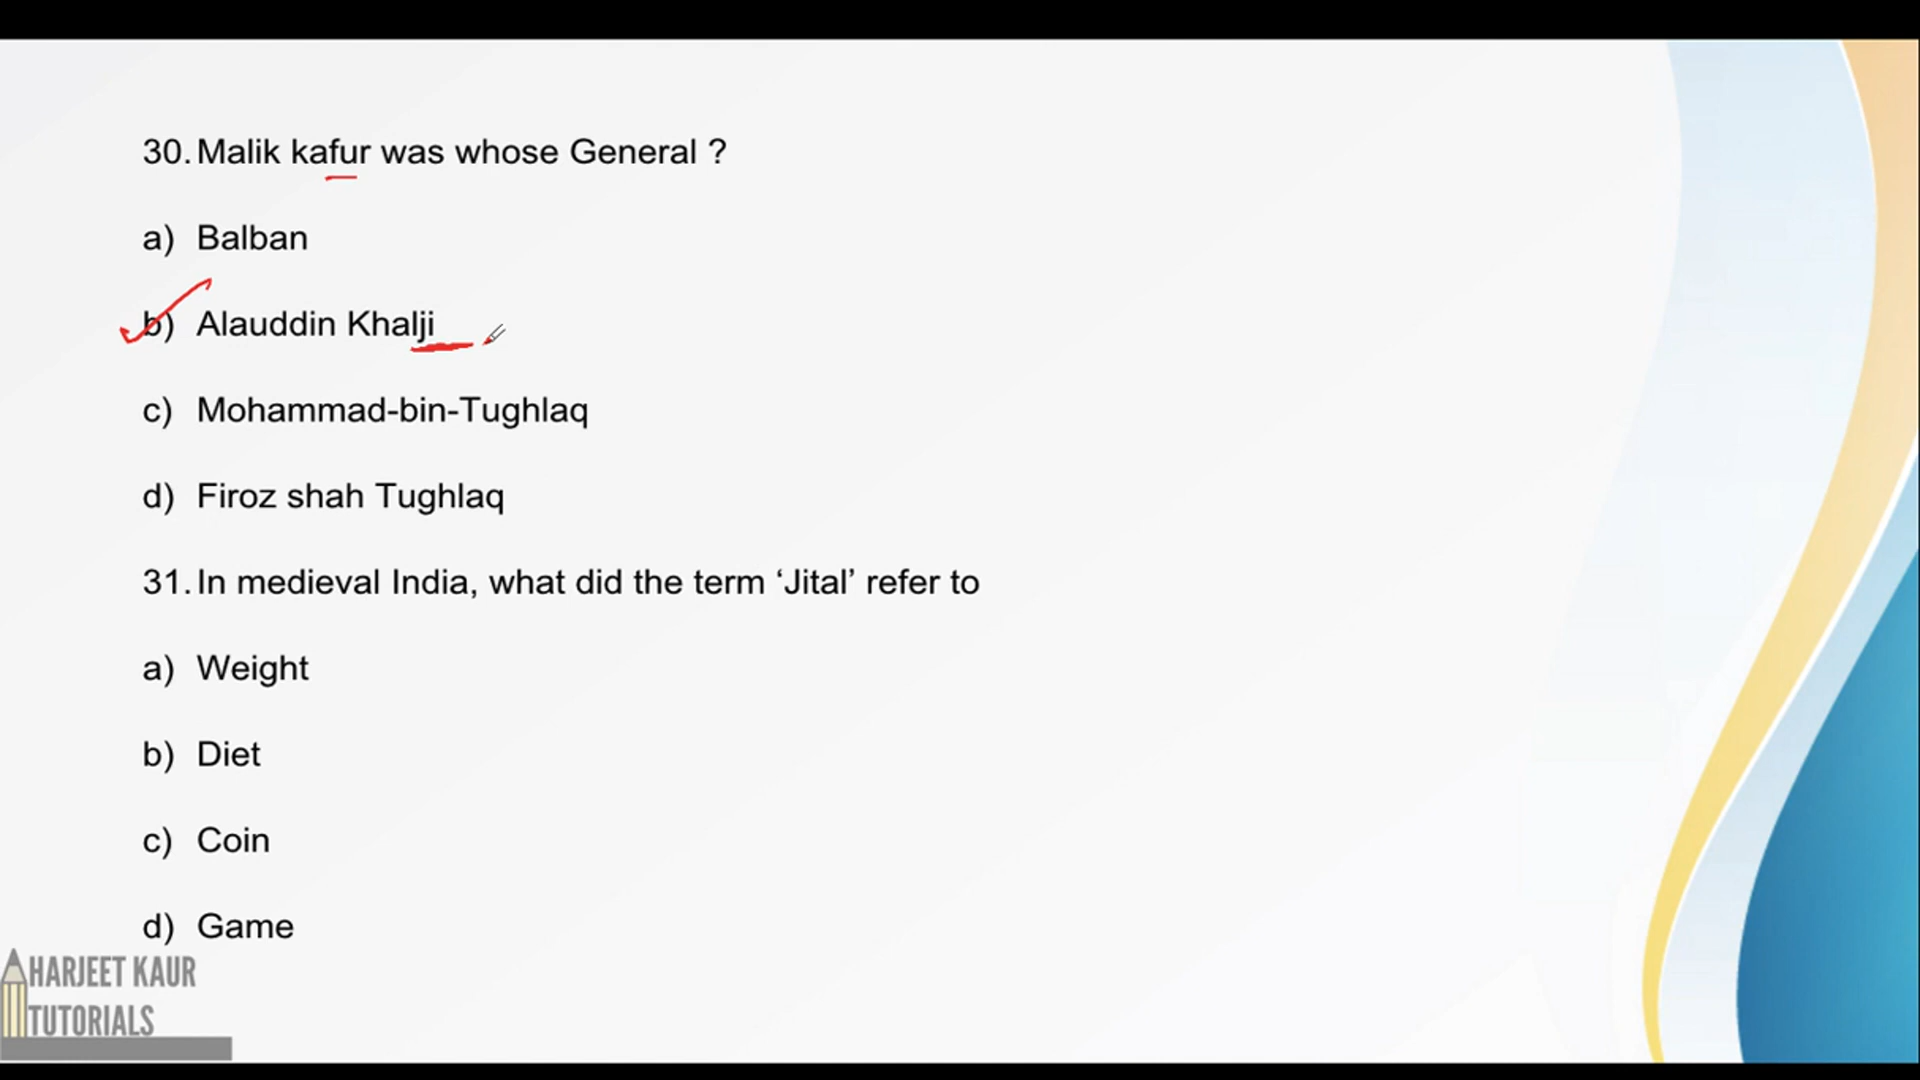 30. Malik kafur was whose General ?
a) Balban
b) Alauddin Khalji
c) Mohammad-bin-Tughlaq
d) Firoz shah Tughlaq
31. In medieval India, what did the term ‘Jital’ refer to
a) Weight
b) Diet
c) Coin
d) Game
HARJEET KAUR
TUTORIALS